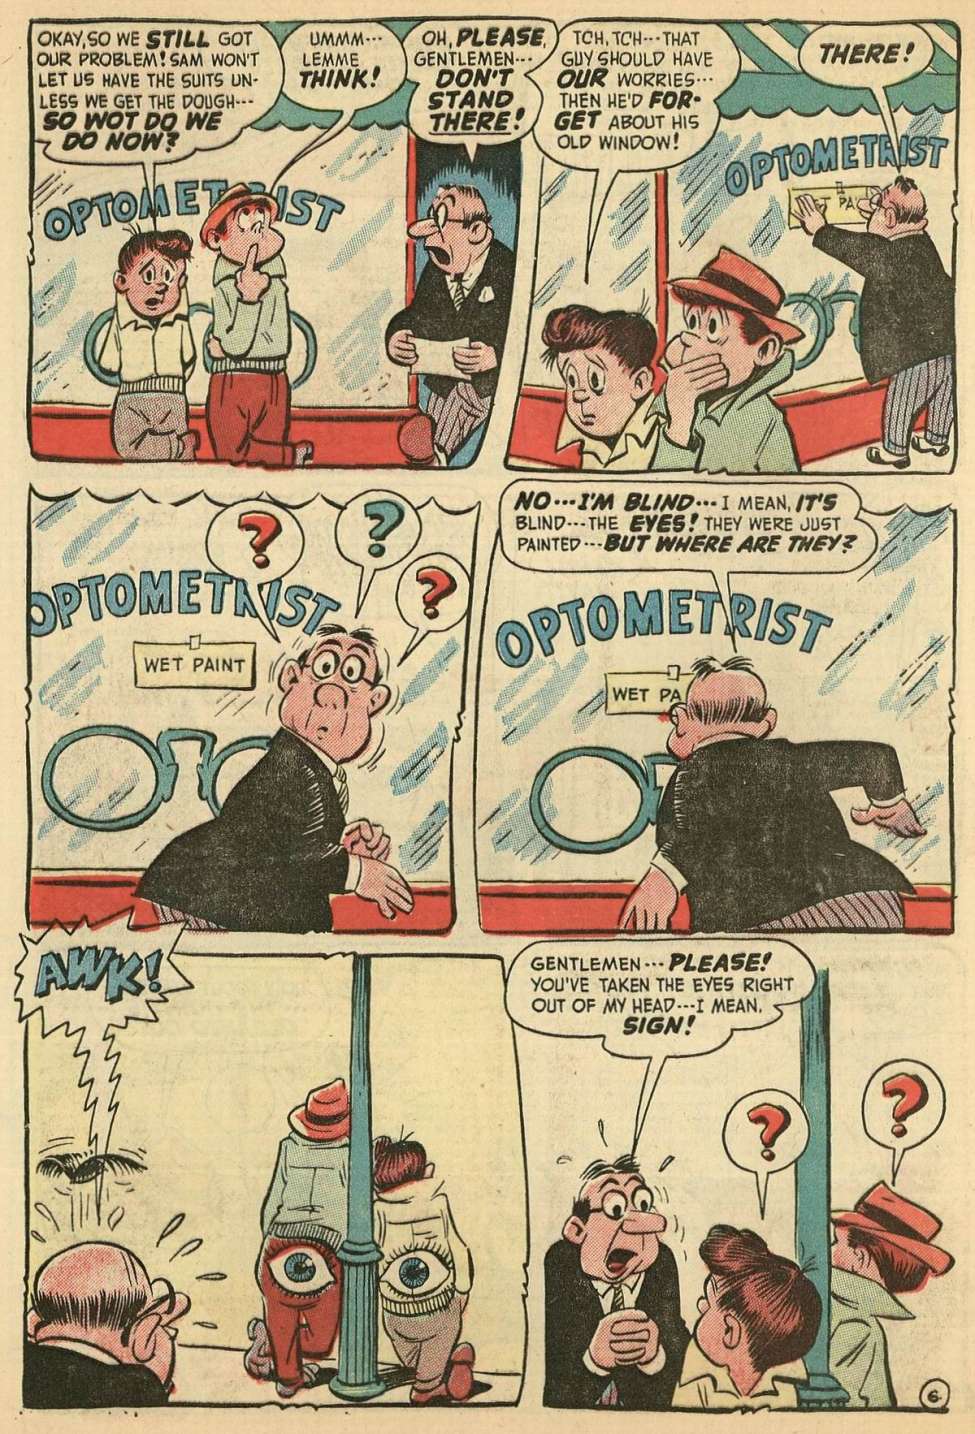 OKAY, SO WE STILL GOT
OUR PROBLEM! SAM WON'T
LET US HAVE THE SUITS UN-
LESS WE GET THE DOUGH---
SO WOT DO WE
DO NOW?
UMMM---
LEMME
THINK!
OH, PLEASE,
GENTLEMEN---
DON'T
STAND
THERE!
OPTOMETRIST
TCH, TCH---THAT
GUY SHOULD HAVE
OUR WORRIES---
THEN HE'D FOR-
GET ABOUT HIS
OLD WINDOW!
THERE!
OPTOMETRIST
ET PA
?
?
?
OPTOMETRIST
WET PAINT
NO---I'M BLIND---I MEAN, IT'S
BLIND---THE EYES! THEY WERE JUST
PAINTED---BUT WHERE ARE THEY?
OPTOMETRIST
WET PA
AWK!
GENTLEMEN---PLEASE!
YOU'VE TAKEN THE EYES RIGHT
OUT OF MY HEAD---I MEAN,
SIGN!
?
?
6